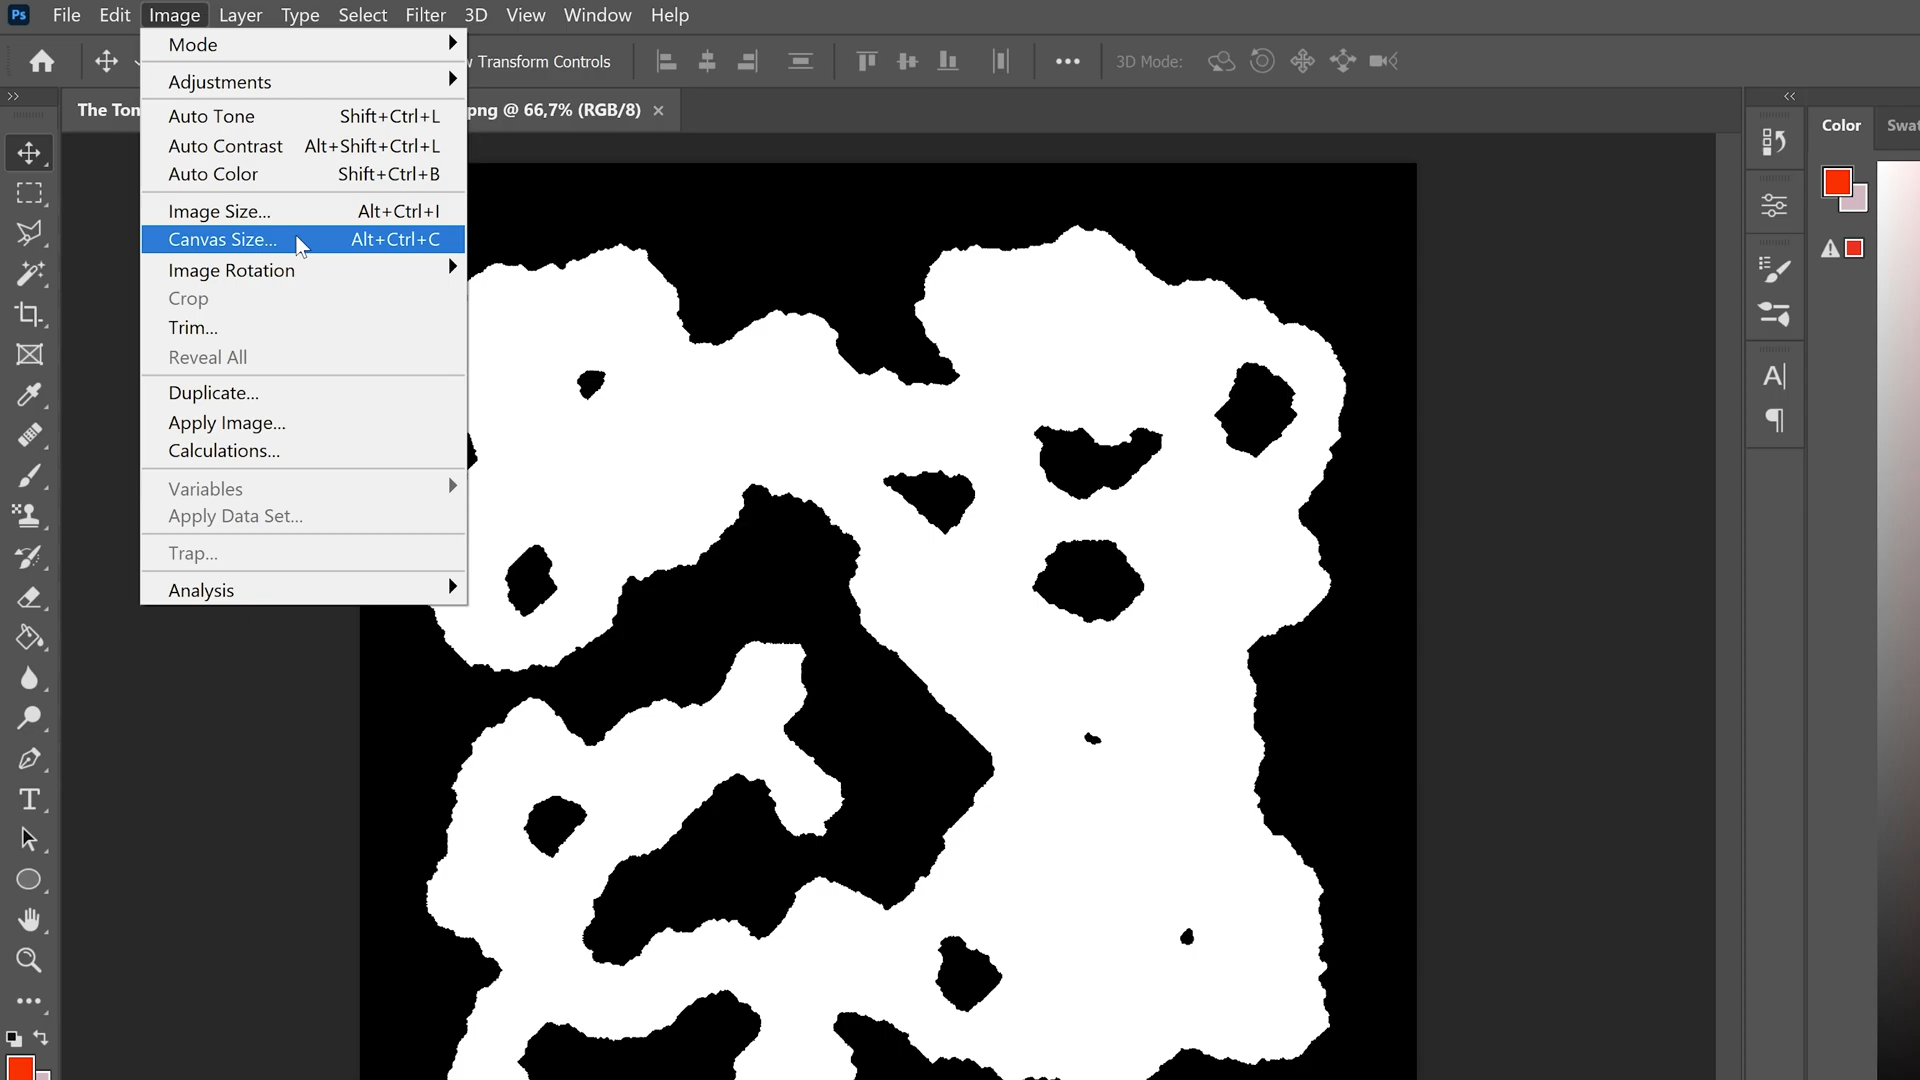 Ps File Edit Image Layer Type Select Filter 3D View Window Help
Transform Controls
3D Mode:
The Ton
png @ 66,7% (RGB/8)
Mode
Adjustments
Auto Tone Shift+Ctrl+L
Auto Contrast Alt+Shift+Ctrl+L
Auto Color Shift+Ctrl+B
Image Size... Alt+Ctrl+I
Canvas Size... Alt+Ctrl+C
Image Rotation
Crop
Trim...
Reveal All
Duplicate...
Apply Image...
Calculations...
Variables
Apply Data Set...
Trap...
Analysis
Color Swat